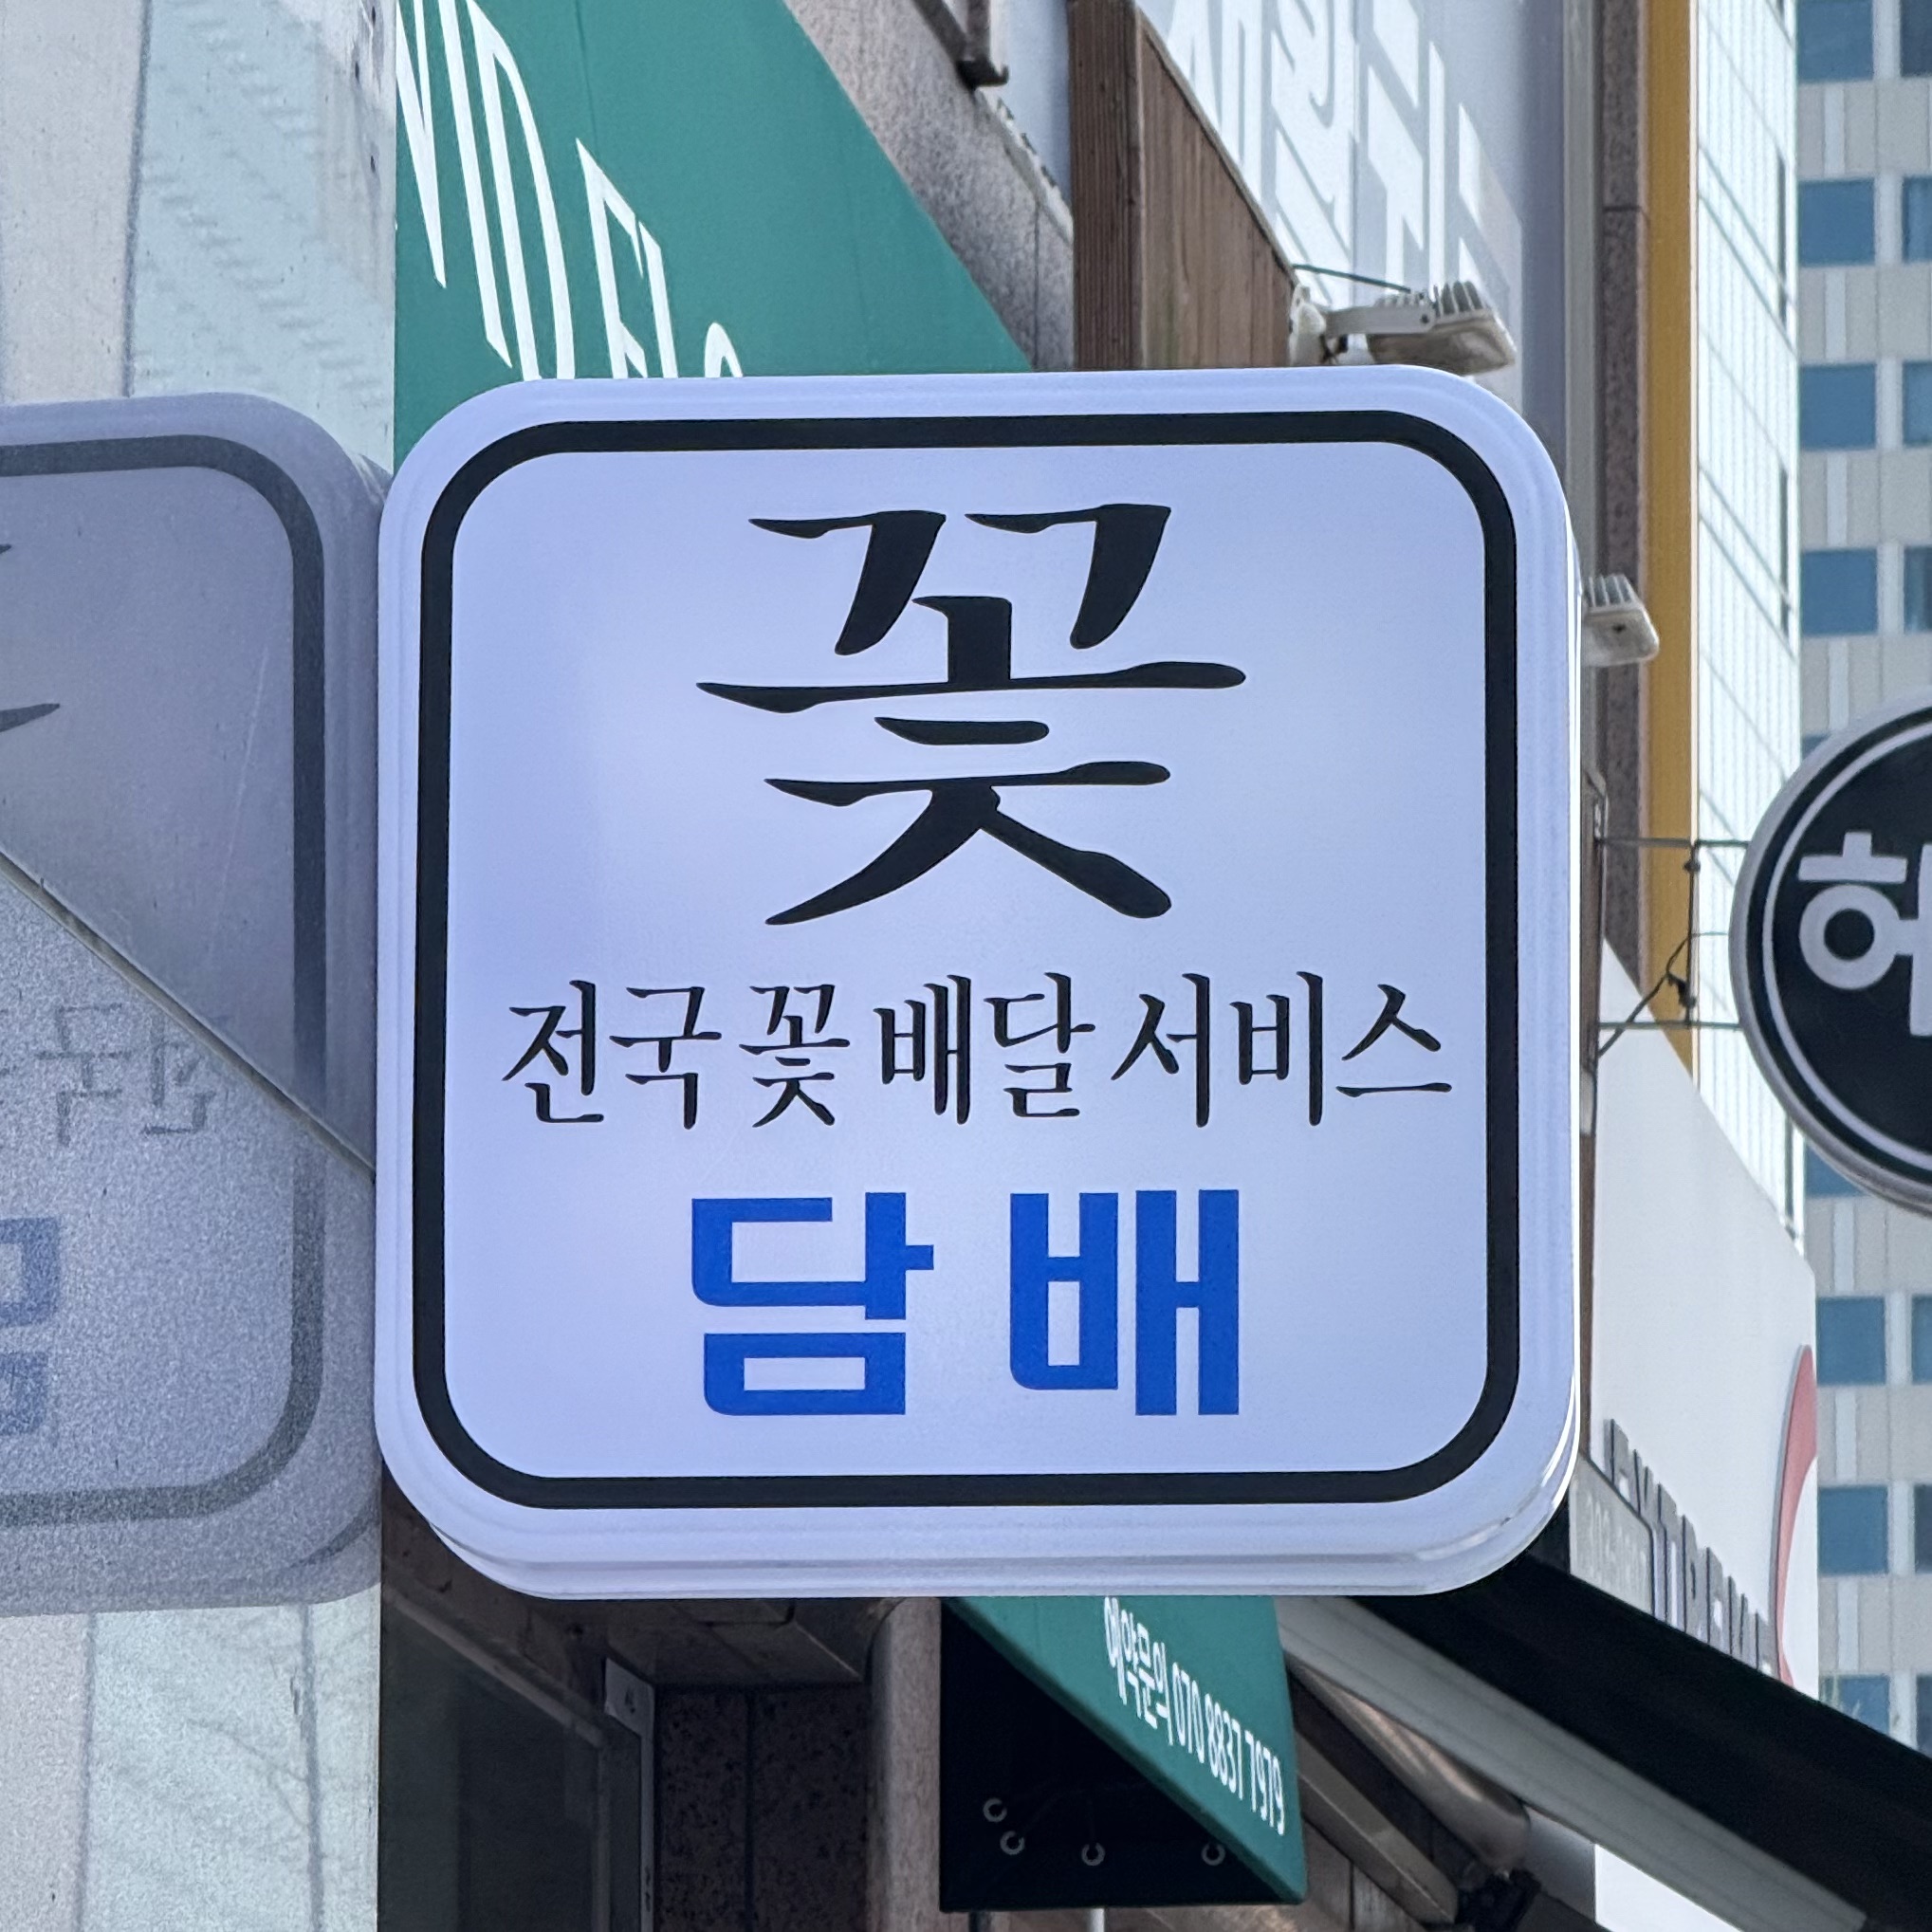 꽃
전국 꽃 배달 서비스
담배
예약문의 070 8837 7979